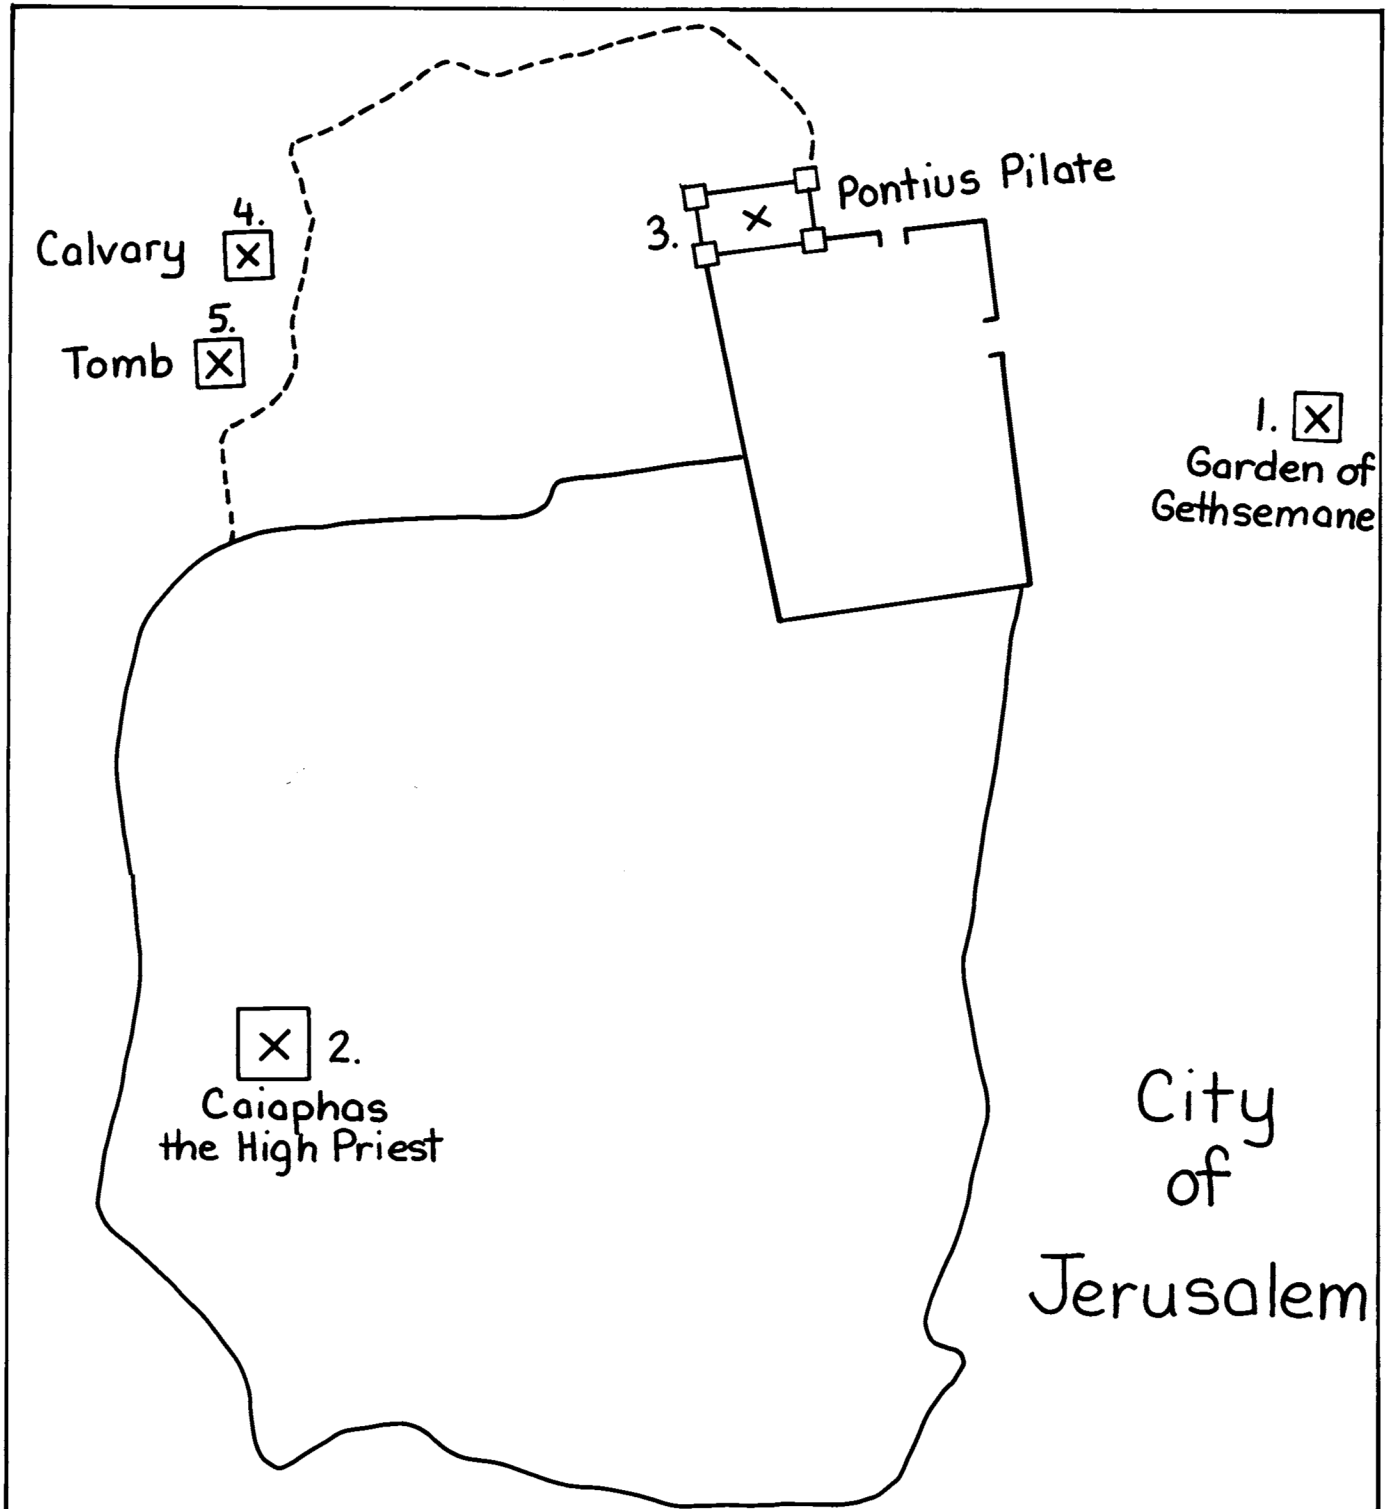 Pontius Pilate
3.
4.
Calvary
5.
Tomb
1.
Garden of
Gethsemane
2.
Caiaphas
the High Priest
City
of
Jerusalem